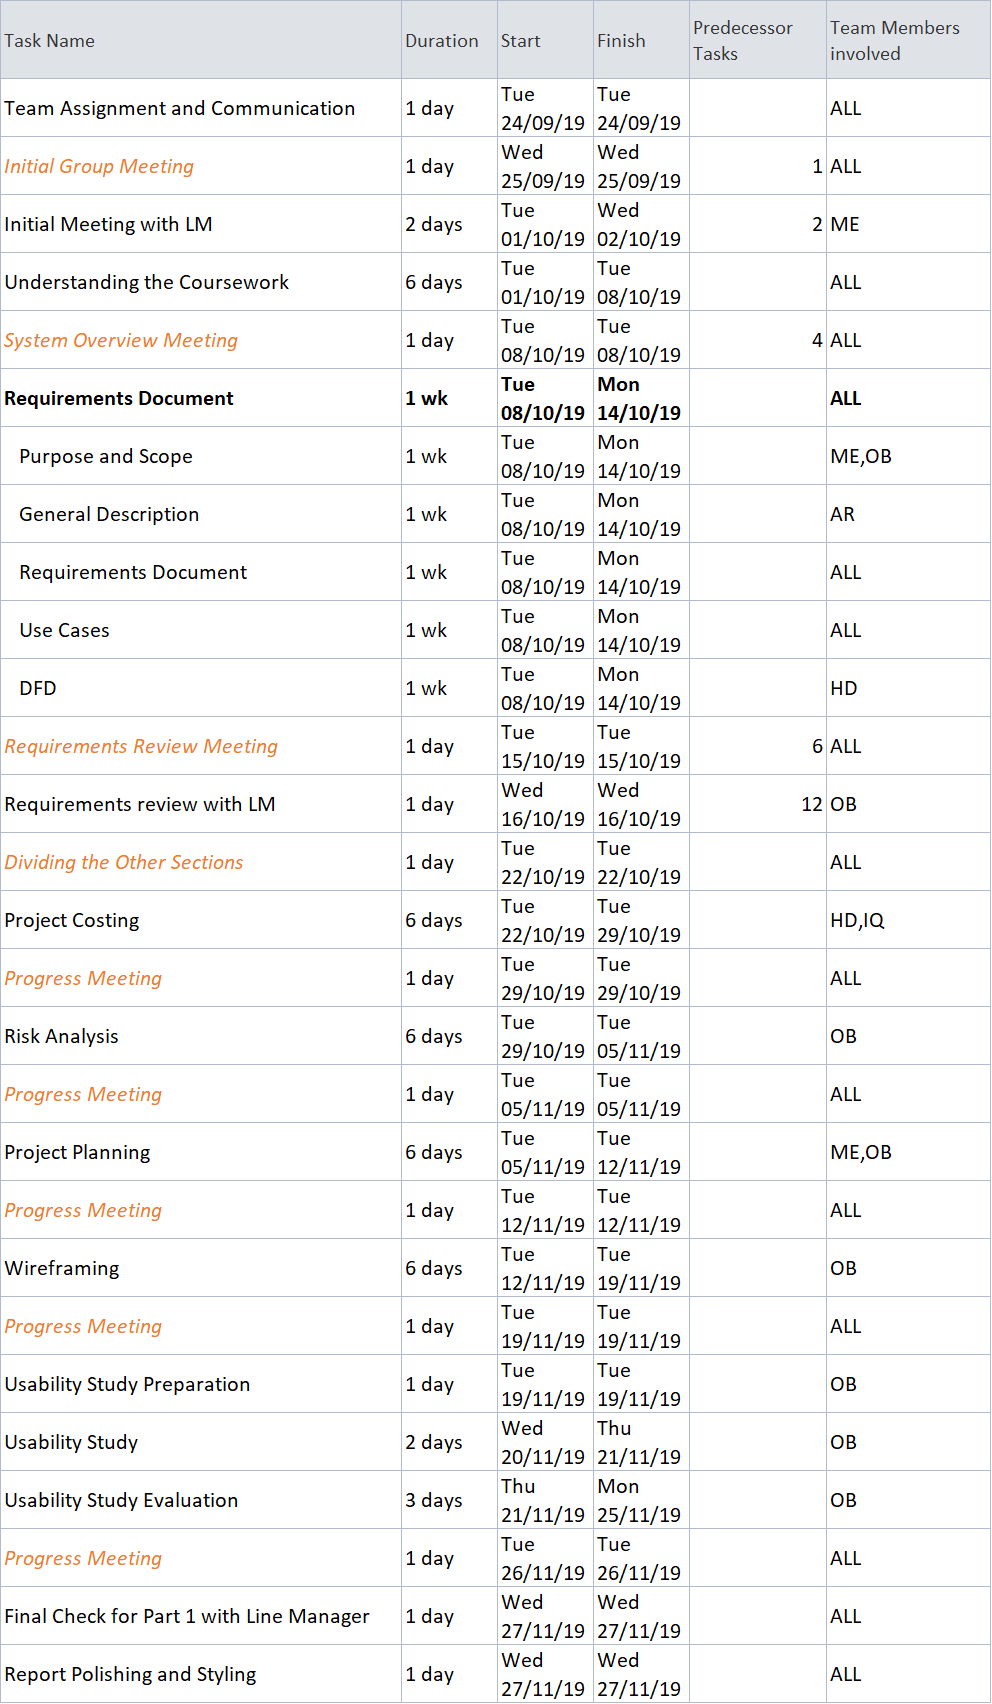 Task Name Duration Start Finish Predecessor Tasks Team Members involved
Team Assignment and Communication 1 day Tue 24/09/19 Tue 24/09/19 ALL
Initial Group Meeting 1 day Wed 25/09/19 Wed 25/09/19 1 ALL
Initial Meeting with LM 2 days Tue 01/10/19 Wed 02/10/19 2 ME
Understanding the Coursework 6 days Tue 01/10/19 Tue 08/10/19 ALL
System Overview Meeting 1 day Tue 08/10/19 Tue 08/10/19 4 ALL
Requirements Document 1 wk Tue 08/10/19 Mon 14/10/19 ALL
Purpose and Scope 1 wk Tue 08/10/19 Mon 14/10/19 ME,OB
General Description 1 wk Tue 08/10/19 Mon 14/10/19 AR
Requirements Document 1 wk Tue 08/10/19 Mon 14/10/19 ALL
Use Cases 1 wk Tue 08/10/19 Mon 14/10/19 ALL
DFD 1 wk Tue 08/10/19 Mon 14/10/19 HD
Requirements Review Meeting 1 day Tue 15/10/19 Tue 15/10/19 6 ALL
Requirements review with LM 1 day Wed 16/10/19 Wed 16/10/19 12 OB
Dividing the Other Sections 1 day Tue 22/10/19 Tue 22/10/19 ALL
Project Costing 6 days Tue 22/10/19 Tue 29/10/19 HD,IQ
Progress Meeting 1 day Tue 29/10/19 Tue 29/10/19 ALL
Risk Analysis 6 days Tue 29/10/19 Tue 05/11/19 OB
Progress Meeting 1 day Tue 05/11/19 Tue 05/11/19 ALL
Project Planning 6 days Tue 05/11/19 Tue 12/11/19 ME,OB
Progress Meeting 1 day Tue 12/11/19 Tue 12/11/19 ALL
Wireframing 6 days Tue 12/11/19 Tue 19/11/19 OB
Progress Meeting 1 day Tue 19/11/19 Tue 19/11/19 ALL
Usability Study Preparation 1 day Tue 19/11/19 Tue 19/11/19 OB
Usability Study 2 days Wed 20/11/19 Thu 21/11/19 OB
Usability Study Evaluation 3 days Thu 21/11/19 Mon 25/11/19 OB
Progress Meeting 1 day Tue 26/11/19 Tue 26/11/19 ALL
Final Check for Part 1 with Line Manager 1 day Wed 27/11/19 Wed 27/11/19 ALL
Report Polishing and Styling 1 day Wed 27/11/19 Wed 27/11/19 ALL